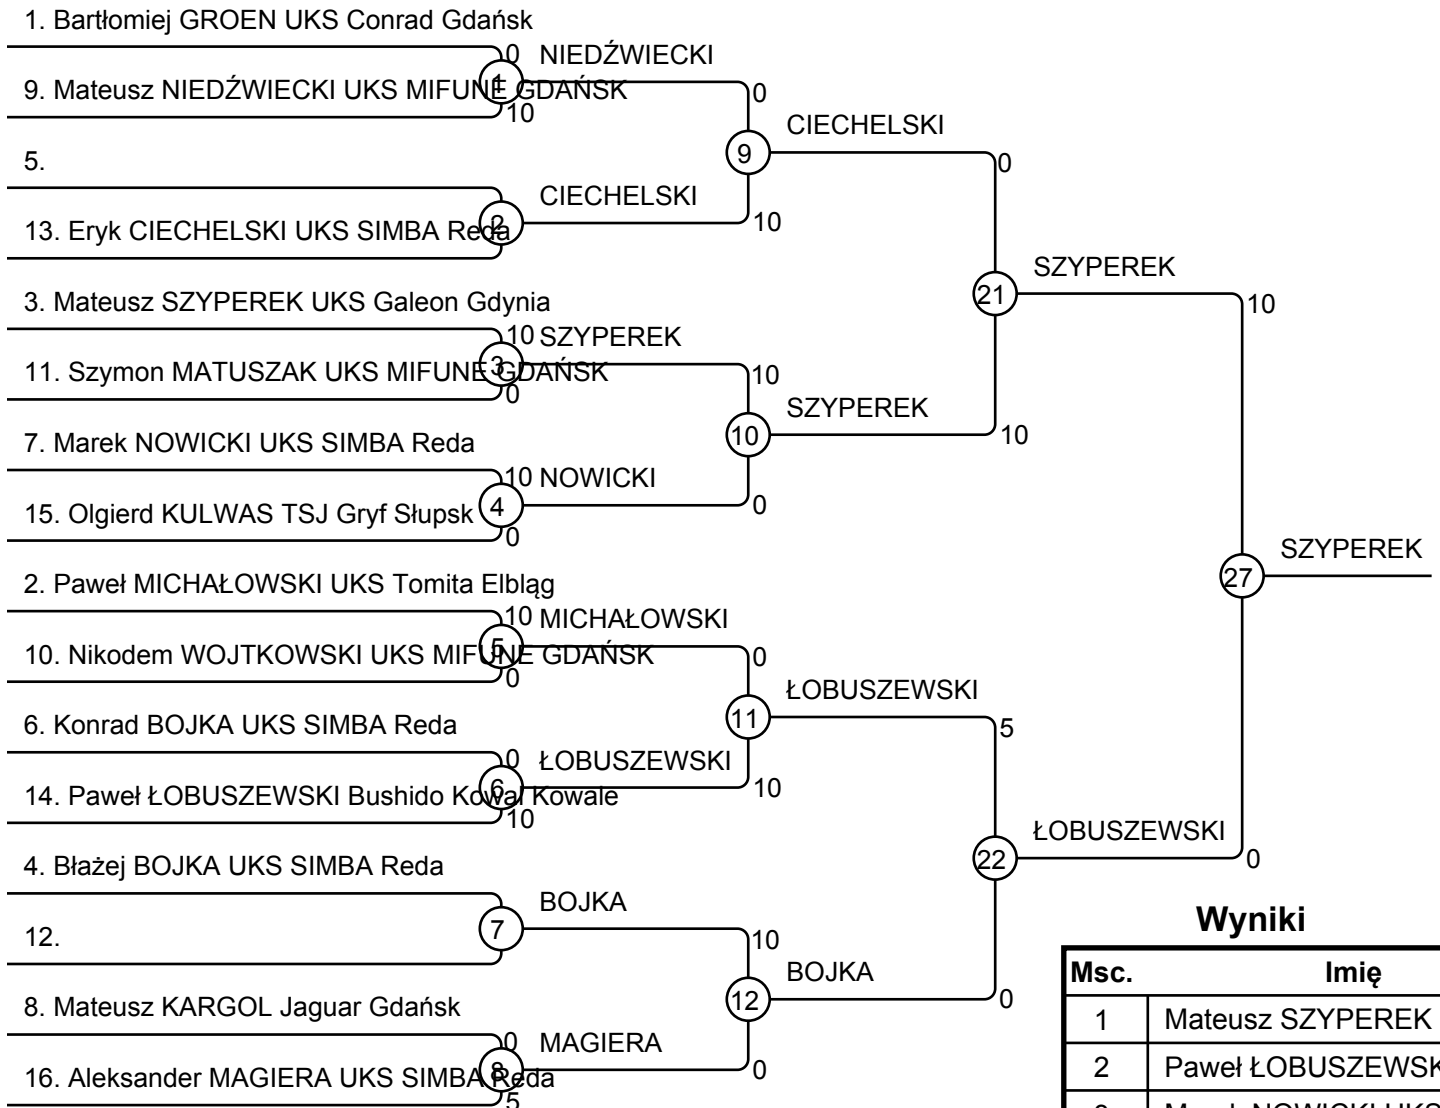 1. Bartłomiej GROEN UKS Conrad Gdańsk
0 NIEDŹWIECKI
9. Mateusz NIEDŹWIECKI UKS MIFUNE GDAŃSK
1
10
0
CIECHELSKI
9
0
5.
CIECHELSKI
13. Eryk CIECHELSKI UKS SIMBA Reda
2
10
SZYPEREK
21
10
3. Mateusz SZYPEREK UKS Galeon Gdynia
10 SZYPEREK
11. Szymon MATUSZAK UKS MIFUNE GDAŃSK
3
0
10
SZYPEREK
10
10
7. Marek NOWICKI UKS SIMBA Reda
10 NOWICKI
15. Olgierd KULWAS TSJ Gryf Słupsk
4
0
0
SZYPEREK
27
2. Paweł MICHAŁOWSKI UKS Tomita Elbląg
10 MICHAŁOWSKI
10. Nikodem WOJTKOWSKI UKS MIFUNE GDAŃSK
5
0
0
ŁOBUSZEWSKI
11
5
6. Konrad BOJKA UKS SIMBA Reda
0 ŁOBUSZEWSKI
14. Paweł ŁOBUSZEWSKI Bushido Kowal Kowale
6
10
10
ŁOBUSZEWSKI
22
0
4. Błażej BOJKA UKS SIMBA Reda
BOJKA
7
12.
10
BOJKA
12
0
8. Mateusz KARGOL Jaguar Gdańsk
0 MAGIERA
16. Aleksander MAGIERA UKS SIMBA Reda
8
5
0
Wyniki
Msc. Imię
1 Mateusz SZYPEREK
2 Paweł ŁOBUSZEWSK